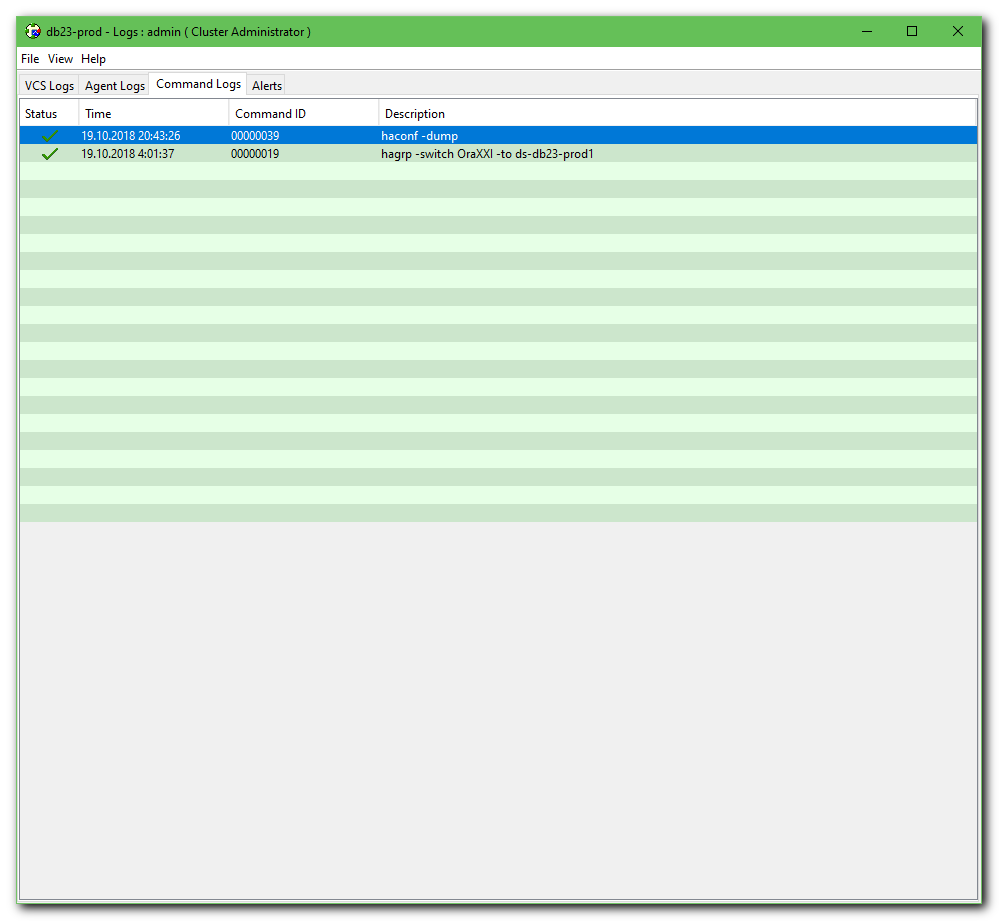 db23-prod - Logs : admin ( Cluster Administrator )
File View Help
VCS Logs Agent Logs Command Logs Alerts
Status Time Command ID Description
19.10.2018 20:43:26 00000039 haconf -dump
19.10.2018 4:01:37 00000019 hagrp -switch OraXXI -to ds-db23-prod1